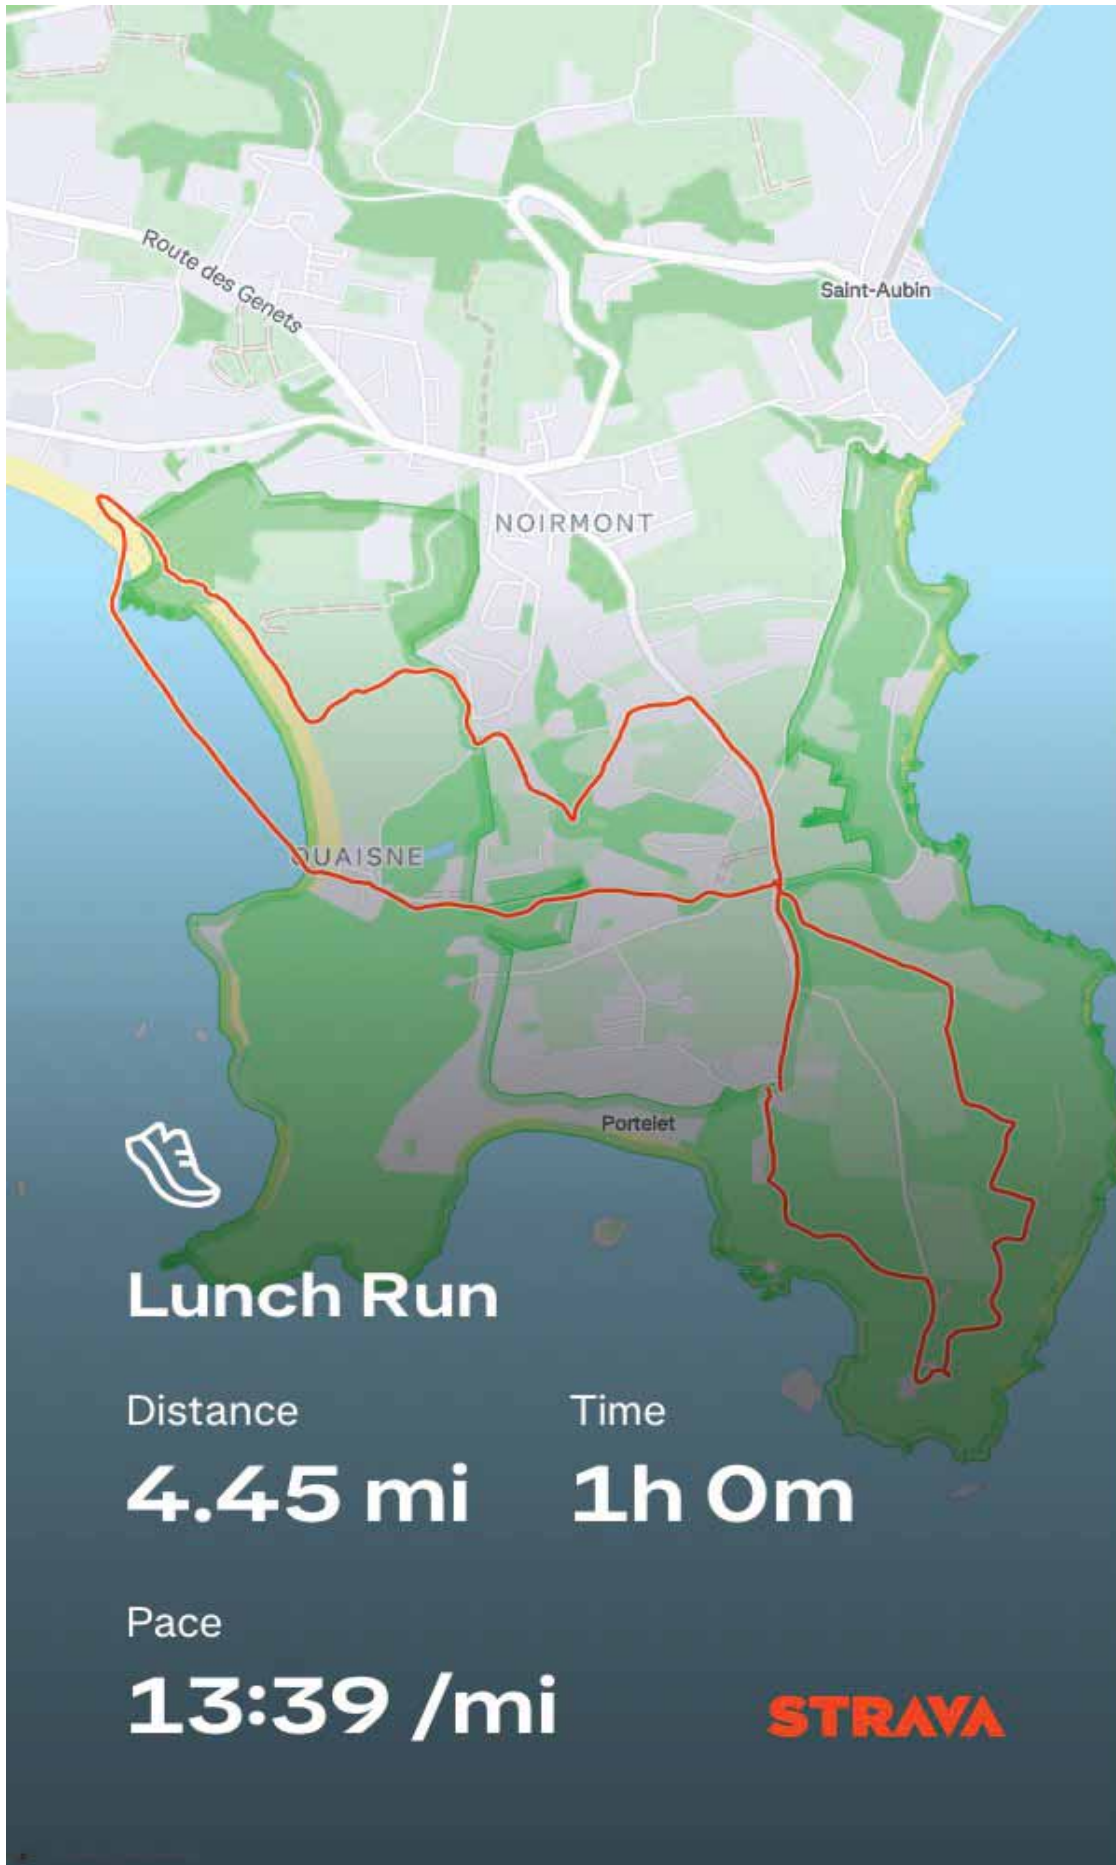 Route des Genets
Saint-Aubin
NOIRMONT
OUAISNE
Portelet
Lunch Run
Distance
Time
4.45 mi
1h 0m
Pace
13:39 /mi
STRAVA